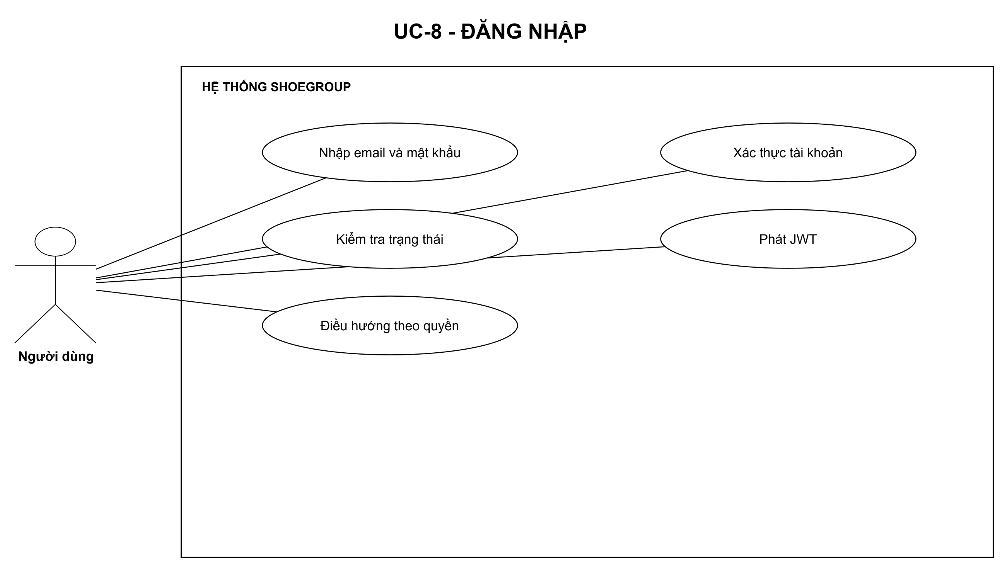 UC-8 - ĐĂNG NHẬP
HỆ THỐNG SHOEGROUP
Nhập email và mật khẩu
Xác thực tài khoản
Kiểm tra trạng thái
Phát JWT
Điều hướng theo quyền
Người dùng